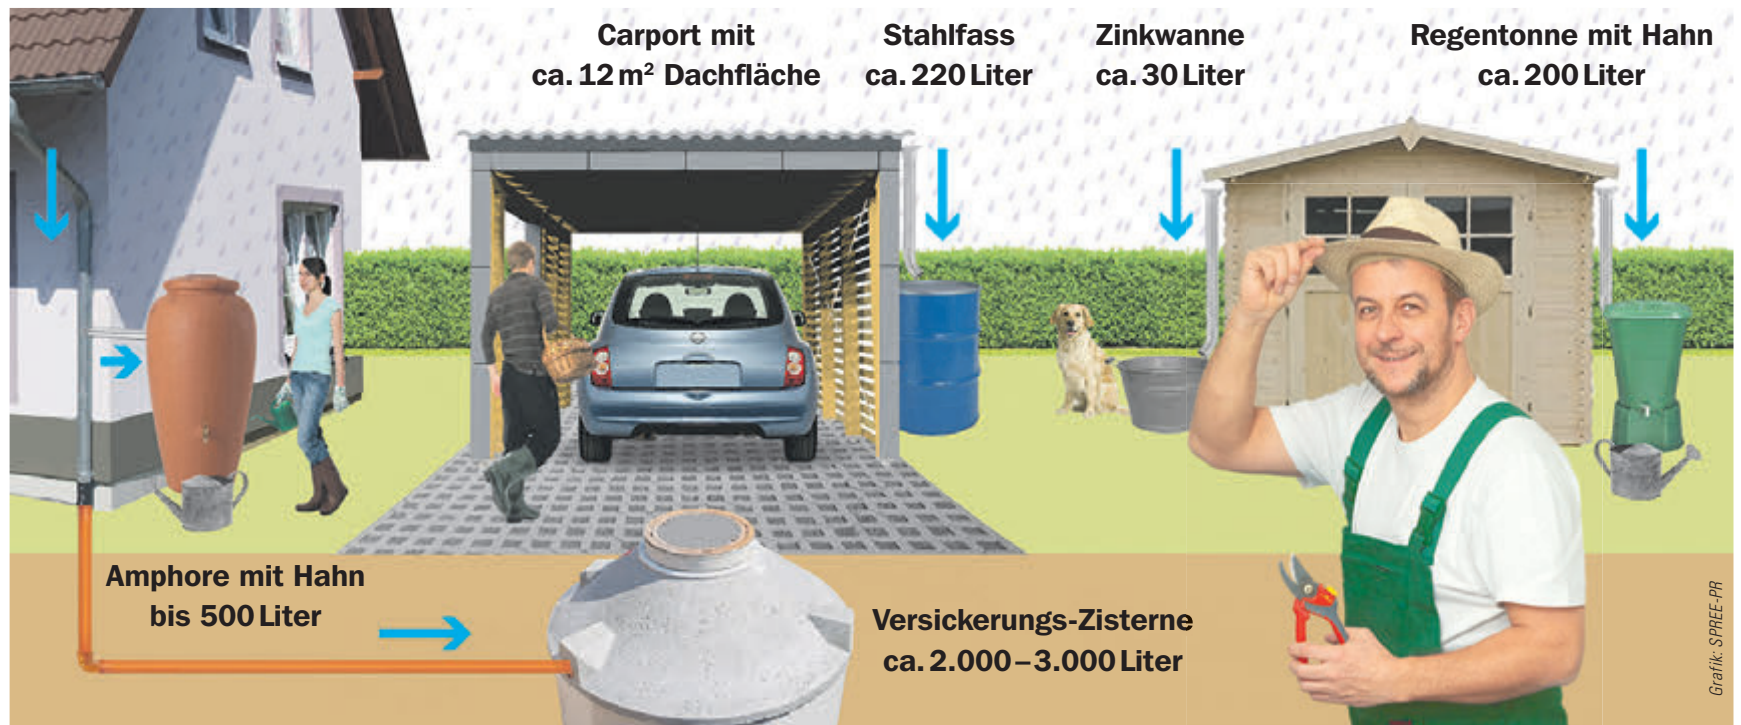 Carport mit
ca. 12 m² Dachfläche
Stahlfass
ca. 220 Liter
Zinkwanne
ca. 30 Liter
Regentonne mit Hahn
ca. 200 Liter
Amphore mit Hahn
bis 500 Liter
Versickerungs-Zisterne
ca. 2.000 – 3.000 Liter
Grafik: SPREE-PR